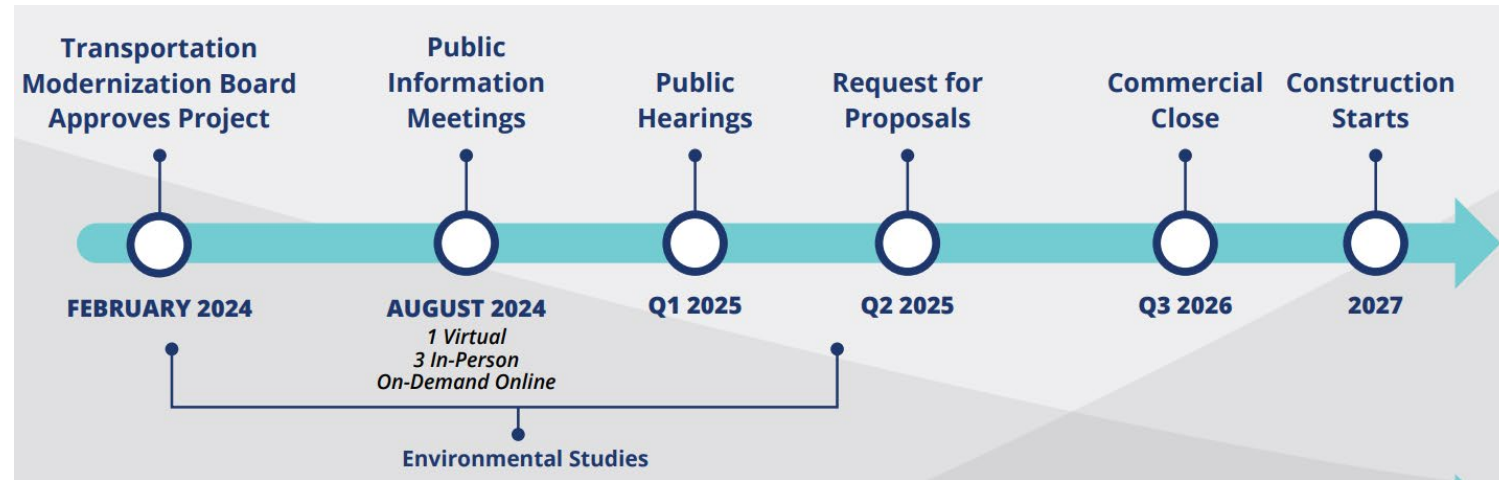 Transportation
Modernization Board
Approves Project
Public
Information
Meetings
Public
Hearings
Request for
Proposals
Commercial
Close
Construction
Starts
FEBRUARY 2024
AUGUST 2024
1 Virtual
3 In-Person
On-Demand Online
Q1 2025
Q2 2025
Q3 2026
2027
Environmental Studies